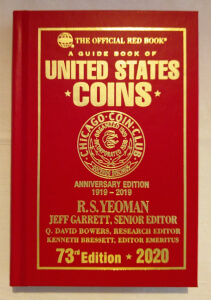 THE OFFICIAL RED BOOK®
A GUIDE BOOK OF
UNITED STATES
COINS
CHICAGO COIN CLUB
ANNIVERSARY EDITION
1919 - 2019
R.S. YEOMAN
JEFF GARRETT, SENIOR EDITOR
Q. DAVID BOWERS, RESEARCH EDITOR
KENNETH BRESSETT, EDITOR EMERITUS
73rd Edition ★ 2020